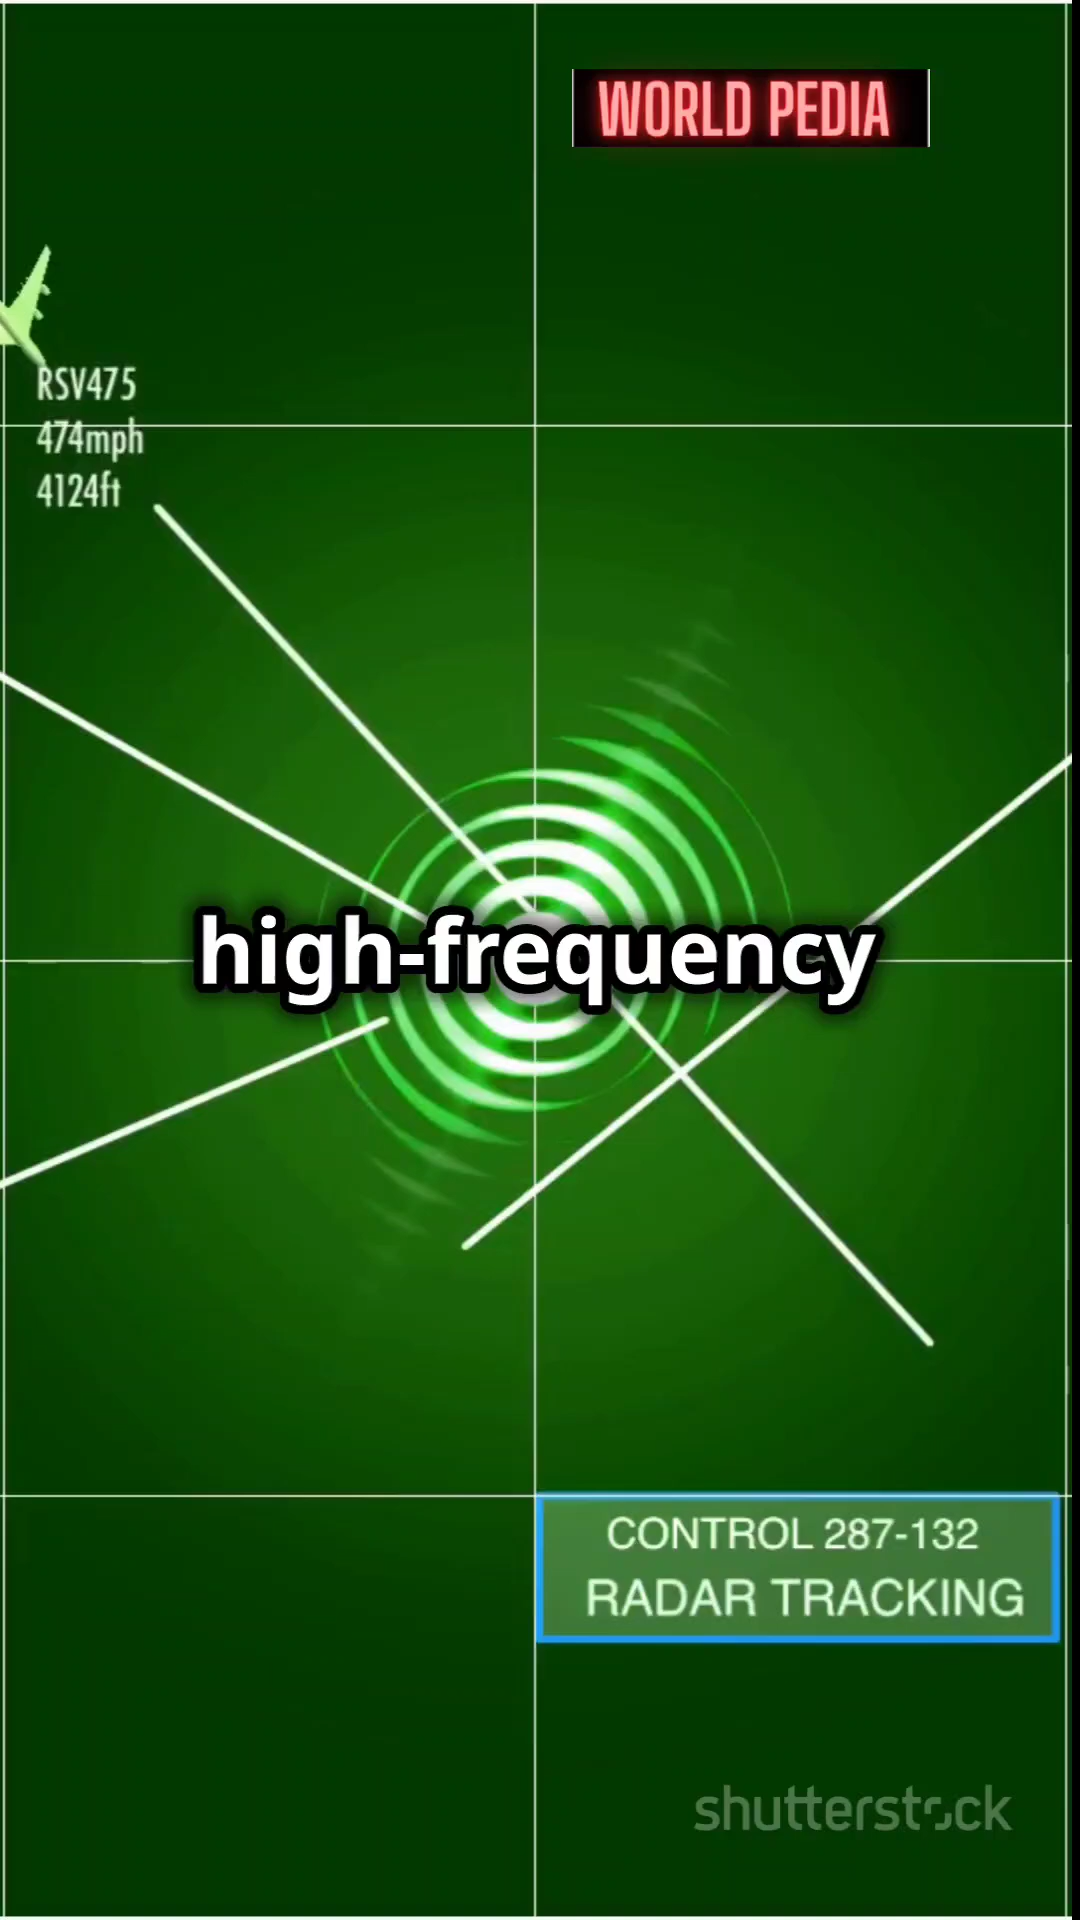 WORLD PEDIA
RSV475
474mph
4124ft
high-frequency
CONTROL 287-132
RADAR TRACKING
shutterstock